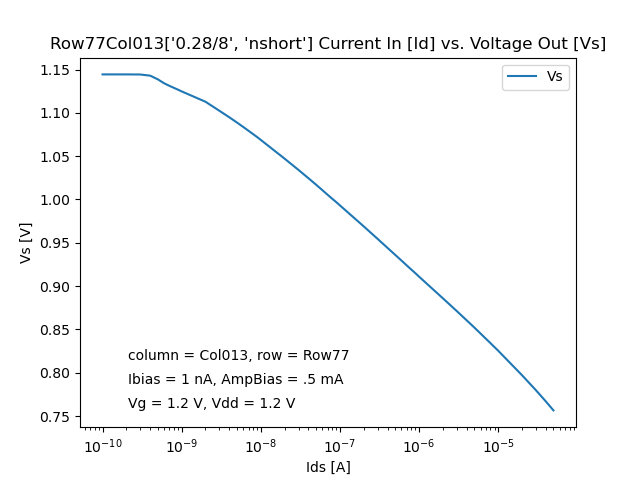 Row77Col013['0.28/8', 'nshort'] Current In [Id] vs. Voltage Out [Vs]
Vs
1.15
1.10
1.05
1.00
0.95
0.90
0.85
0.80
0.75
Vs [V]
column = Col013, row = Row77
Ibias = 1 nA, AmpBias = .5 mA
Vg = 1.2 V, Vdd = 1.2 V
10⁻¹⁰ 10⁻⁹ 10⁻⁸ 10⁻⁷ 10⁻⁶ 10⁻⁵
Ids [A]